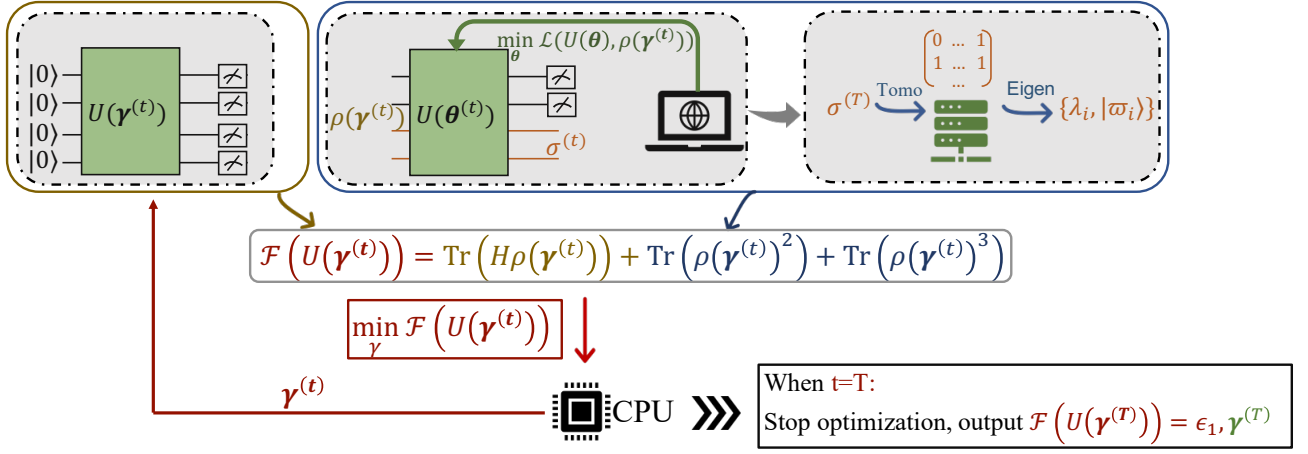 |0⟩
|0⟩
|0⟩
|0⟩
U(γ^(t))
min_θ ℒ(U(θ), ρ(γ^(t)))
ρ(γ^(t))
U(θ^(t))
σ^(t)
0 ... 1
1 ... 1
...
σ^(T) Tomo Eigen {λ_i, |ϖ_i⟩}
ℱ(U(γ^(t))) = Tr(Hρ(γ^(t))) + Tr(ρ(γ^(t))^2) + Tr(ρ(γ^(t))^3)
min_γ ℱ(U(γ^(t)))
γ^(t)
CPU
When t=T:
Stop optimization, output ℱ(U(γ^(T))) = ϵ_1, γ^(T)